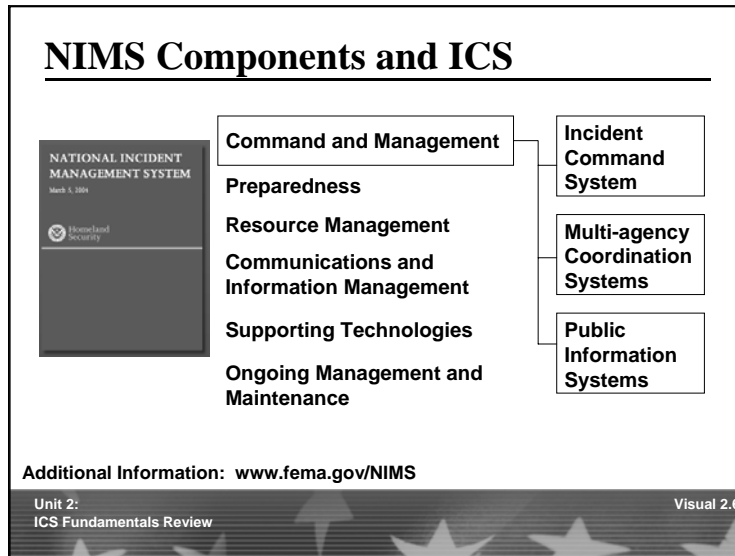 NIMS Components and ICS
NATIONAL INCIDENT
MANAGEMENT SYSTEM
March 1, 2004
Homeland
Security
Command and Management
Preparedness
Resource Management
Communications and
Information Management
Supporting Technologies
Ongoing Management and
Maintenance
Incident
Command
System
Multi-agency
Coordination
Systems
Public
Information
Systems
Additional Information: www.fema.gov/NIMS
Unit 2:
ICS Fundamentals Review
Visual 2.6